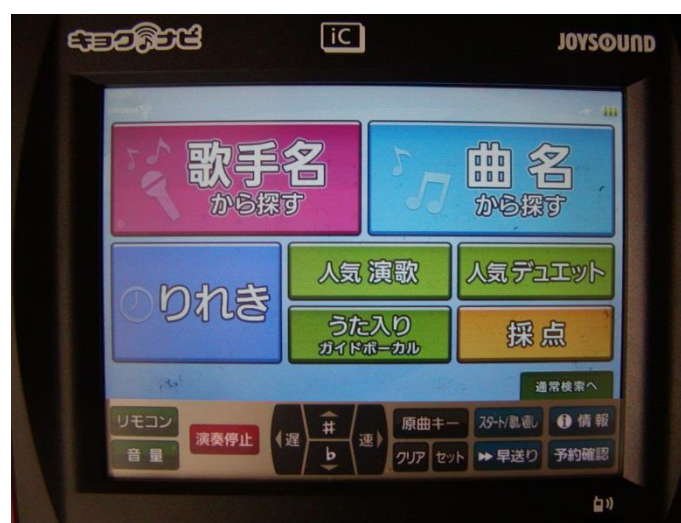 キョクナビ
iC
JOYSOUND
歌手名
から探す
曲名
から探す
りれき
人気 演歌
人気 デュエット
うた入り
ガイドボーカル
採点
通常検索へ
リモコン
音量
演奏停止
遅
♯
♭
速
原曲キー
クリア
セット
スタート/歌い直し
早送り
情報
予約確認